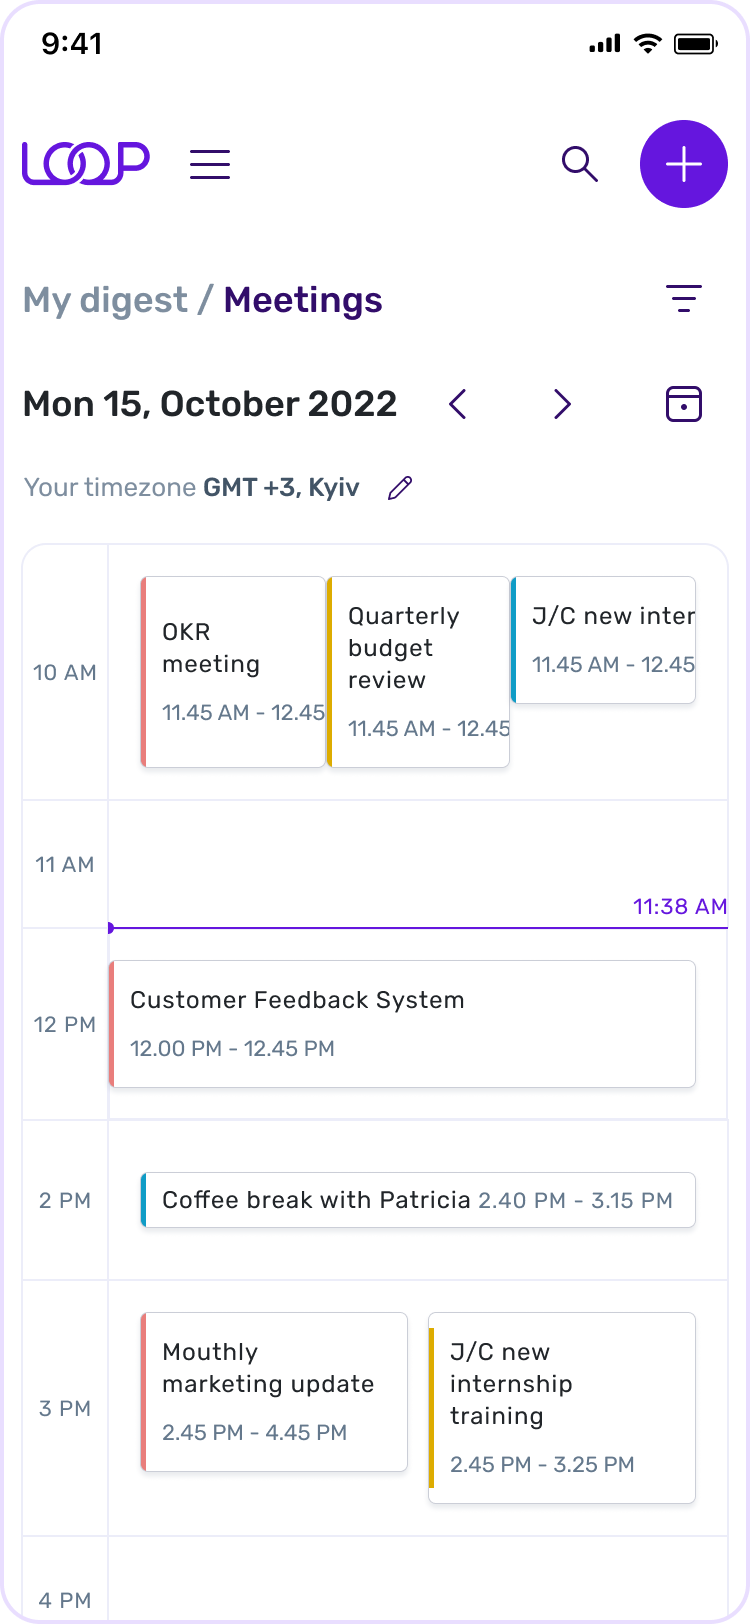 9:41
LOOP
My digest / Meetings
Mon 15, October 2022
Your timezone GMT +3, Kyiv
10 AM
OKR
meeting
11.45 AM - 12.45
Quarterly
budget
review
11.45 AM - 12.45
J/C new inter
11.45 AM - 12.45
11 AM
11:38 AM
12 PM
Customer Feedback System
12.00 PM - 12.45 PM
2 PM
Coffee break with Patricia 2.40 PM - 3.15 PM
3 PM
Mouthly
marketing update
2.45 PM - 4.45 PM
J/C new
internship
training
2.45 PM - 3.25 PM
4 PM